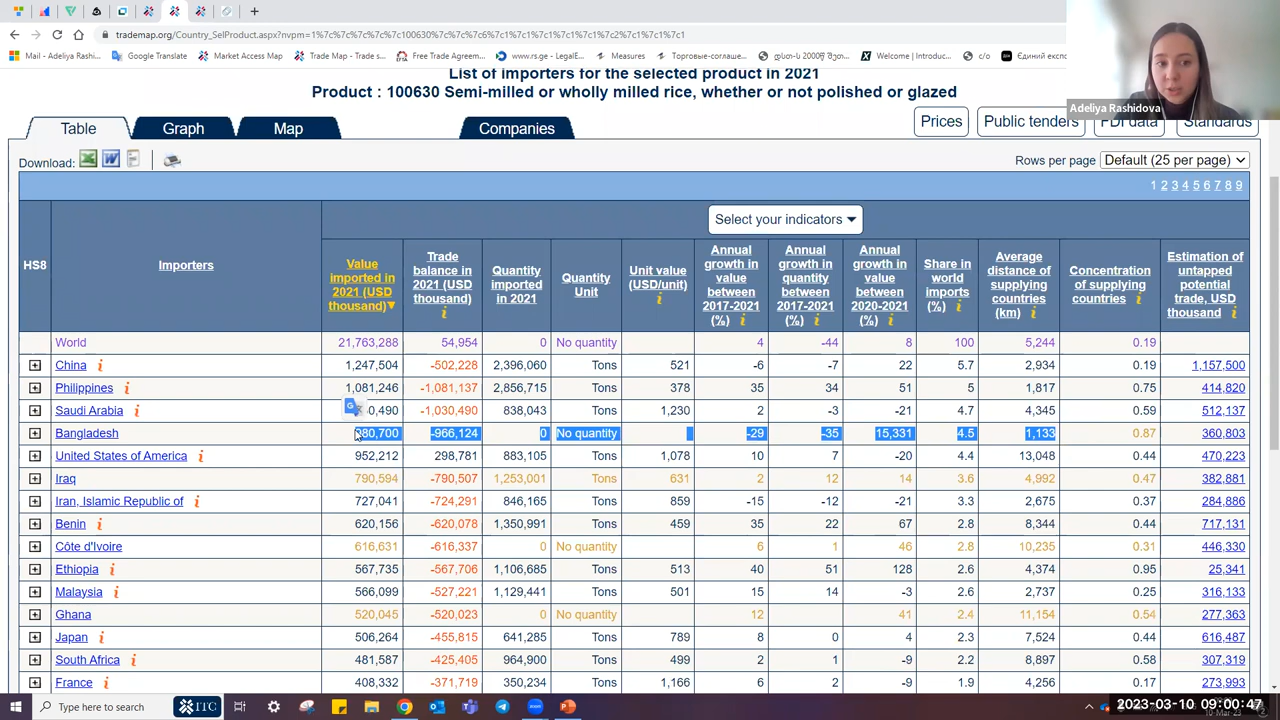 trademap.org/Country_SelProduct.aspx?nvpm=1%7c%7c%7c%7c%7c100630%7c%7c%7c6%7c1%7c1%7c1%7c1%7c1%7c2%7c1%7c1%7c1
Mail - Adeliya Rashi... Google Translate Market Access Map Trade Map - Trade s... Free Trade Agreem... www.rs.ge - LegalE... Measures Торговые-соглаше... Welcome | Introduc... c/o Єдиний експо
List of importers for the selected product in 2021
Product : 100630 Semi-milled or wholly milled rice, whether or not polished or glazed
Adeliya Rashidova
Table Graph Map Companies Prices Public tenders FDI data Standards
Download: Rows per page Default (25 per page)
1 2 3 4 5 6 7 8 9
Select your indicators
HS8 Importers Value imported in 2021 (USD thousand)▼ Trade balance in 2021 (USD thousand) i Quantity imported in 2021 Quantity Unit Unit value (USD/unit) i Annual growth in value between 2017-2021 (%) i Annual growth in quantity between 2017-2021 (%) i Annual growth in value between 2020-2021 (%) i Share in world imports (%) i Average distance of supplying countries (km) i Concentration of supplying countries i Estimation of untapped potential trade, USD thousand i
World 21,763,288 54,954 0 No quantity 4 -44 8 100 5,244 0.19
China i 1,247,504 -502,228 2,396,060 Tons 521 -6 -7 22 5.7 2,934 0.19 1,157,500
Philippines i 1,081,246 -1,081,137 2,856,715 Tons 378 35 34 51 5 1,817 0.75 414,820
Saudi Arabia i 0,490 -1,030,490 838,043 Tons 1,230 2 -3 -21 4.7 4,345 0.59 512,137
Bangladesh 980,700 -966,124 0 No quantity -29 -35 15,331 4.5 1,133 0.87 360,803
United States of America i 952,212 298,781 883,105 Tons 1,078 10 7 -20 4.4 13,048 0.44 470,223
Iraq 790,594 -790,507 1,253,001 Tons 631 2 12 14 3.6 4,992 0.47 382,881
Iran, Islamic Republic of i 727,041 -724,291 846,165 Tons 859 -15 -12 -21 3.3 2,675 0.37 284,886
Benin i 620,156 -620,078 1,350,991 Tons 459 35 22 67 2.8 8,344 0.44 717,131
Côte d'Ivoire 616,631 -616,337 0 No quantity 6 1 46 2.8 10,235 0.31 446,330
Ethiopia i 567,735 -567,706 1,106,685 Tons 513 40 51 128 2.6 4,374 0.95 25,341
Malaysia i 566,099 -527,221 1,129,441 Tons 501 15 14 -3 2.6 2,737 0.25 316,133
Ghana 520,045 -520,023 0 No quantity 12 41 2.4 11,154 0.54 277,363
Japan i 506,264 -455,815 641,285 Tons 789 8 0 4 2.3 7,524 0.44 616,487
South Africa i 481,587 -425,405 964,900 Tons 499 2 1 -9 2.2 8,897 0.58 307,319
France i 408,332 -371,719 350,234 Tons 1,166 6 2 -9 1.9 4,256 0.17 273,993
Type here to search ITC
2023-03-10 09:00:47